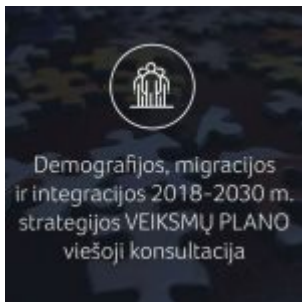 Demografijos, migracijos
ir integracijos 2018-2030 m.
strategijos VEIKSMŲ PLANO
viešoji konsultacija